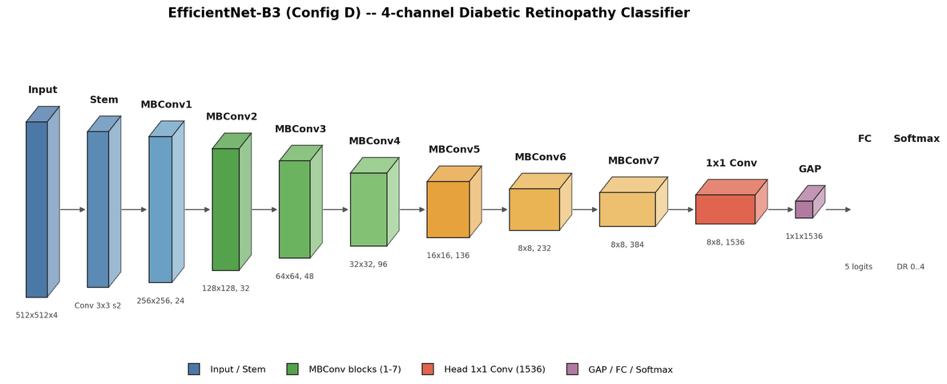 EfficientNet-B3 (Config D) -- 4-channel Diabetic Retinopathy Classifier
Input
Stem
MBConv1
MBConv2
MBConv3
MBConv4
MBConv5
MBConv6
MBConv7
1x1 Conv
GAP
FC
Softmax
512x512x4
Conv 3x3 s2
256x256, 24
128x128, 32
64x64, 48
32x32, 96
16x16, 136
8x8, 232
8x8, 384
8x8, 1536
1x1x1536
5 logits
DR 0..4
Input / Stem
MBConv blocks (1-7)
Head 1x1 Conv (1536)
GAP / FC / Softmax